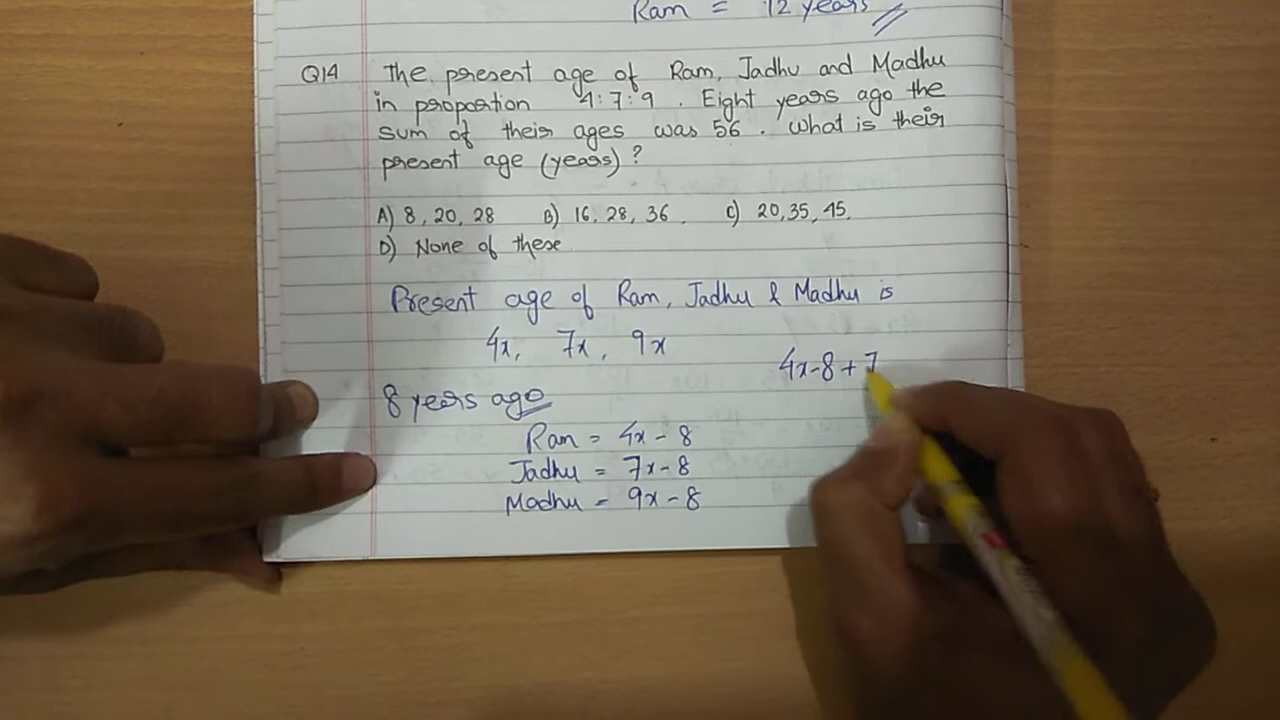 Ram = 12 years
Q14 The present age of Ram, Jadhu and Madhu
in proportion 4:7:9 . Eight years ago the
sum of their ages was 56 . What is their
present age (years) ?
A) 8, 20, 28 B) 16, 28, 36 . C) 20, 35, 45.
D) None of these
Present age of Ram, Jadhu & Madhu is
4x, 7x, 9x
4x-8+7
8 years ago
Ram = 4x - 8
Jadhu = 7x - 8
Madhu = 9x - 8